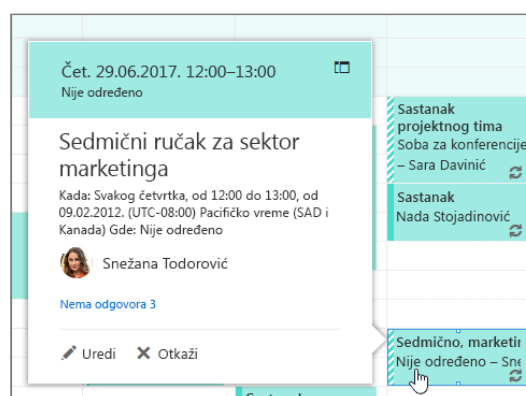 Čet. 29.06.2017. 12:00–13:00
Nije određeno
Sedmični ručak za sektor
marketinga
Kada: Svakog četvrtka, od 12:00 do 13:00, od
09.02.2012. (UTC-08:00) Pacifičko vreme (SAD i
Kanada) Gde: Nije određeno
Snežana Todorović
Nema odgovora 3
Uredi
Otkaži
Sastanak
projektnog tima
Soba za konferencije
– Sara Davinić
Sastanak
Nada Stojadinović
Sedmično, marketin
Nije određeno – Sne